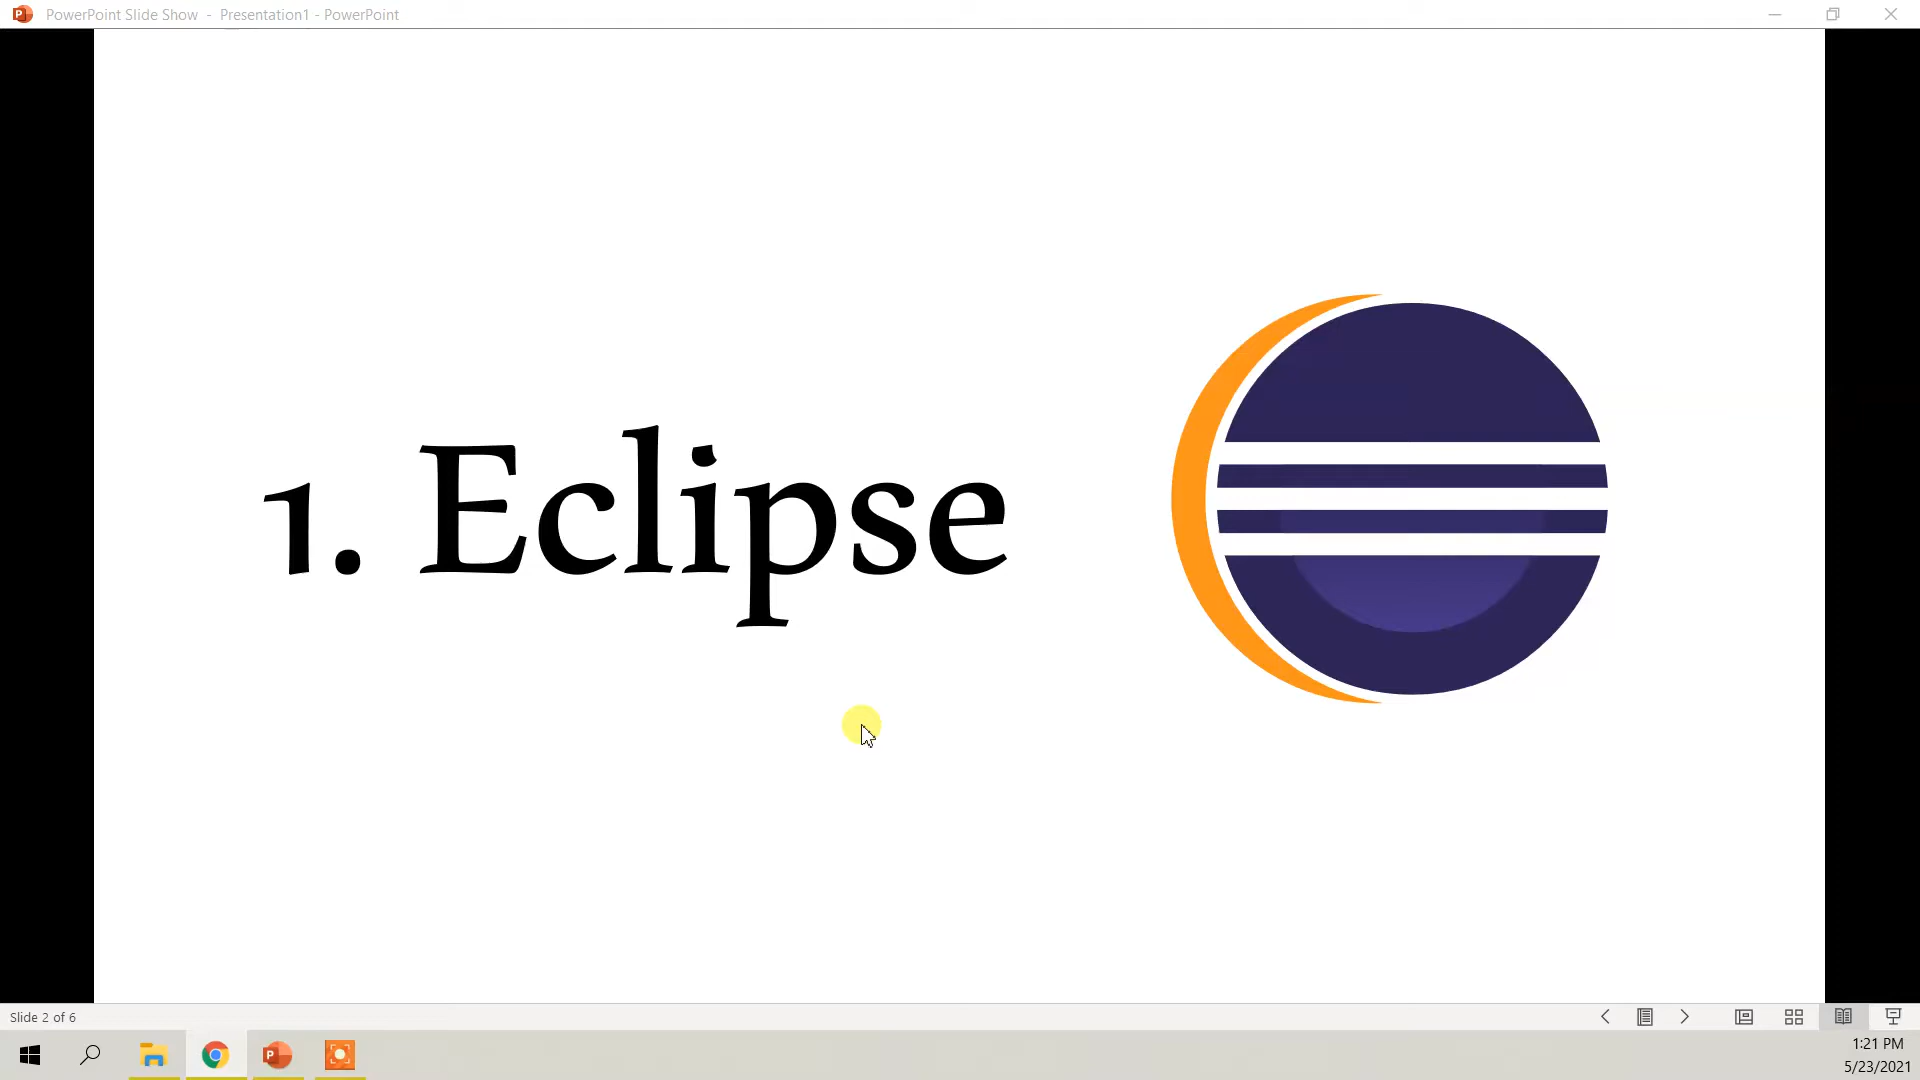 PowerPoint Slide Show - Presentation1 - PowerPoint
1. Eclipse
Slide 2 of 6
1:21 PM
5/23/2021